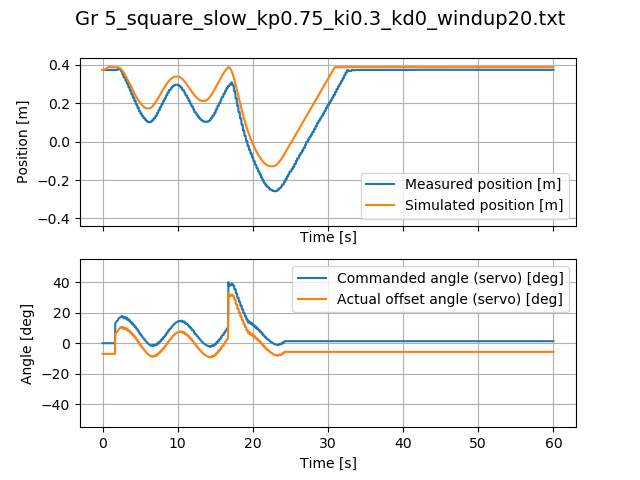 Gr 5_square_slow_kp0.75_ki0.3_kd0_windup20.txt
0.4
0.2
0.0
−0.2
−0.4
Position [m]
Measured position [m]
Simulated position [m]
Time [s]
40
20
0
−20
−40
Angle [deg]
Commanded angle (servo) [deg]
Actual offset angle (servo) [deg]
0 10 20 30 40 50 60
Time [s]